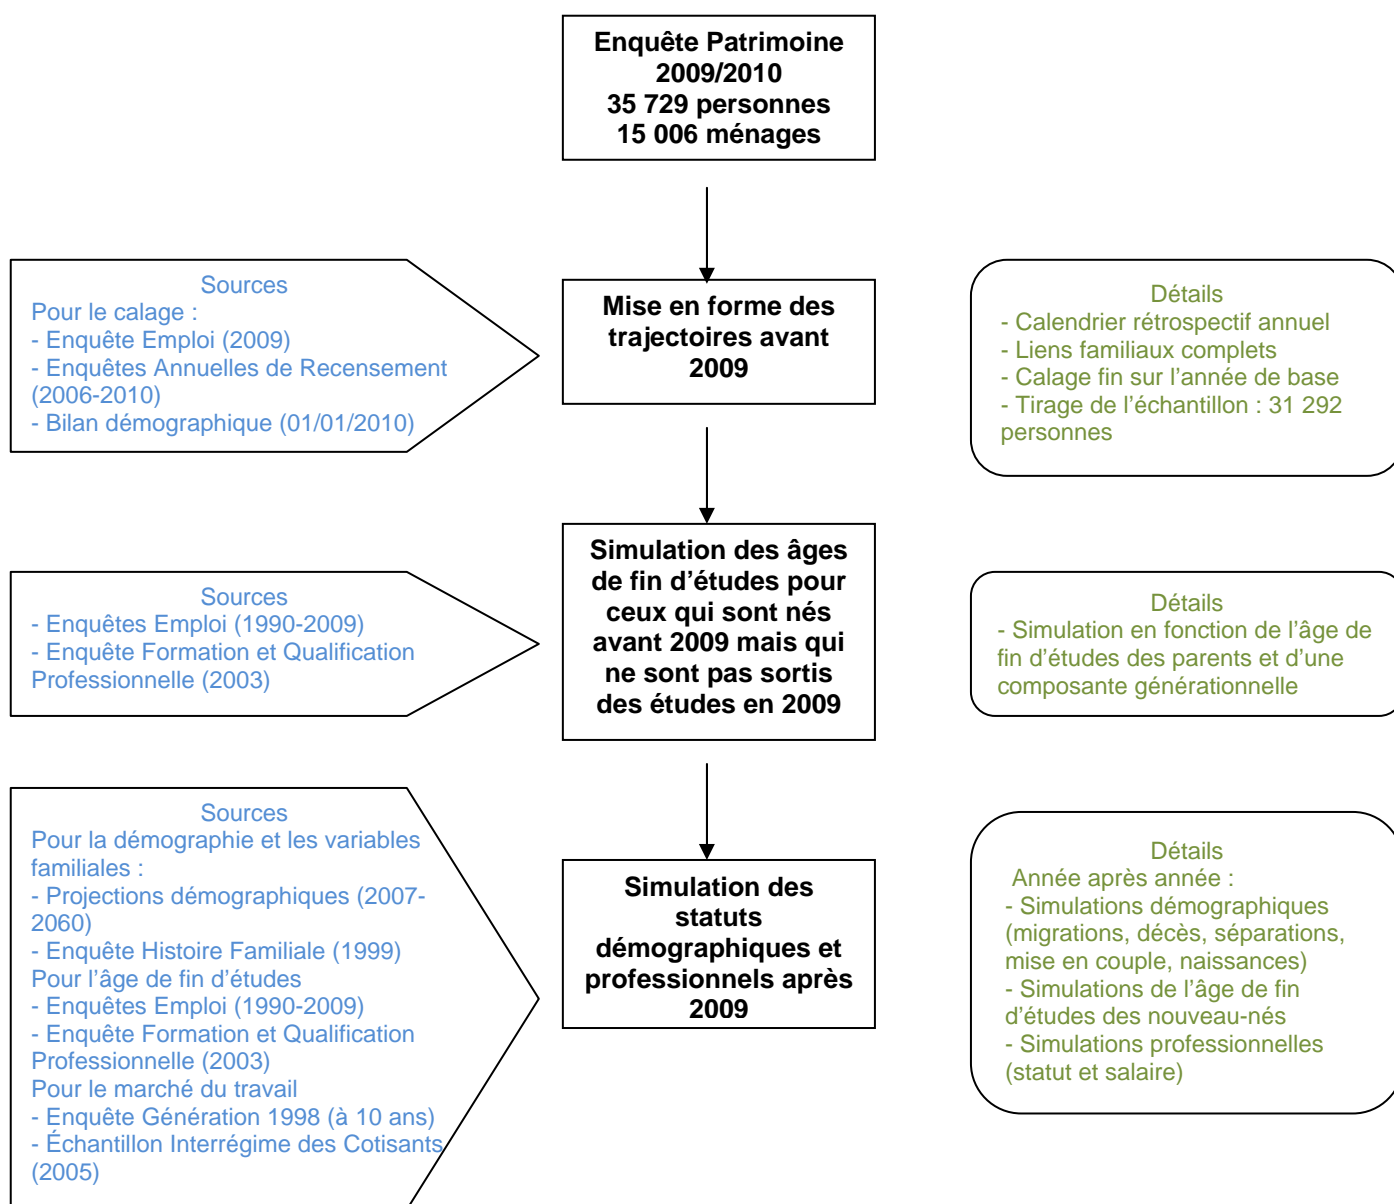 Enquête Patrimoine
2009/2010
35 729 personnes
15 006 ménages
Sources
Pour le calage :
- Enquête Emploi (2009)
- Enquêtes Annuelles de Recensement
(2006-2010)
- Bilan démographique (01/01/2010)
Mise en forme des
trajectoires avant
2009
Détails
- Calendrier rétrospectif annuel
- Liens familiaux complets
- Calage fin sur l’année de base
- Tirage de l’échantillon : 31 292
personnes
Sources
- Enquêtes Emploi (1990-2009)
- Enquête Formation et Qualification
Professionnelle (2003)
Simulation des âges
de fin d’études pour
ceux qui sont nés
avant 2009 mais qui
ne sont pas sortis
des études en 2009
Détails
- Simulation en fonction de l’âge de
fin d’études des parents et d’une
composante générationnelle
Sources
Pour la démographie et les variables
familiales :
- Projections démographiques (2007-
2060)
- Enquête Histoire Familiale (1999)
Pour l’âge de fin d’études
- Enquêtes Emploi (1990-2009)
- Enquête Formation et Qualification
Professionnelle (2003)
Pour le marché du travail
- Enquête Génération 1998 (à 10 ans)
- Échantillon Interrégime des Cotisants
(2005)
Simulation des
statuts
démographiques et
professionnels après
2009
Détails
Année après année :
- Simulations démographiques
(migrations, décès, séparations,
mise en couple, naissances)
- Simulations de l’âge de fin
d’études des nouveau-nés
- Simulations professionnelles
(statut et salaire)